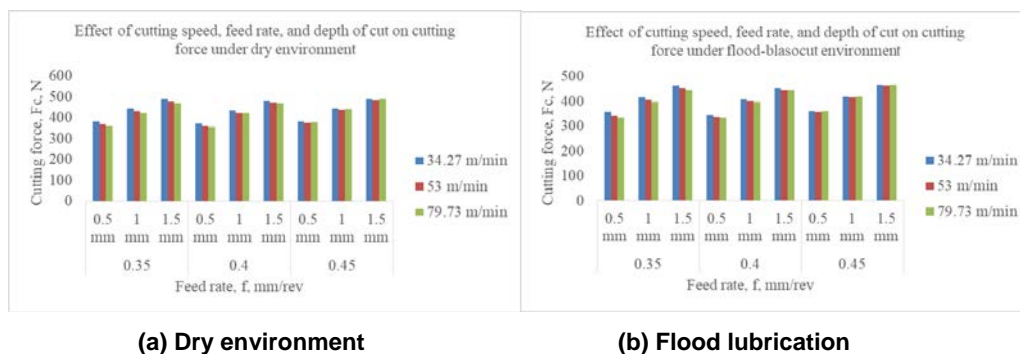 Effect of cutting speed, feed rate, and depth of cut on cutting
force under dry environment
Cutting force, Fc, N
600
500
400
300
200
100
0
0.5 mm
1 mm
1.5 mm
0.5 mm
1 mm
1.5 mm
0.5 mm
1 mm
1.5 mm
0.35
0.4
0.45
Feed rate, f, mm/rev
34.27 m/min
53 m/min
79.73 m/min
(a) Dry environment
Effect of cutting speed, feed rate, and depth of cut on cutting
force under flood-blasocut environment
Cutting force, Fc, N
500
400
300
200
100
0
0.5 mm
1 mm
1.5 mm
0.5 mm
1 mm
1.5 mm
0.5 mm
1 mm
1.5 mm
0.35
0.4
0.45
Feed rate, f, mm/rev
34.27 m/min
53 m/min
79.73 m/min
(b) Flood lubrication